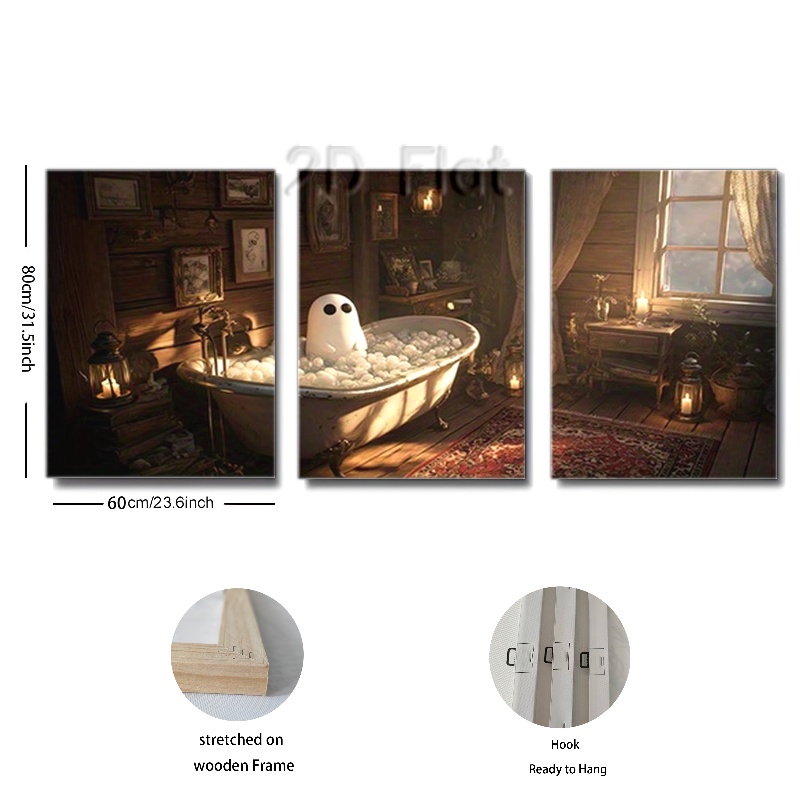 2D Flat
80cm/31.5inch
60cm/23.6inch
stretched on
wooden Frame
Hook
Ready to Hang